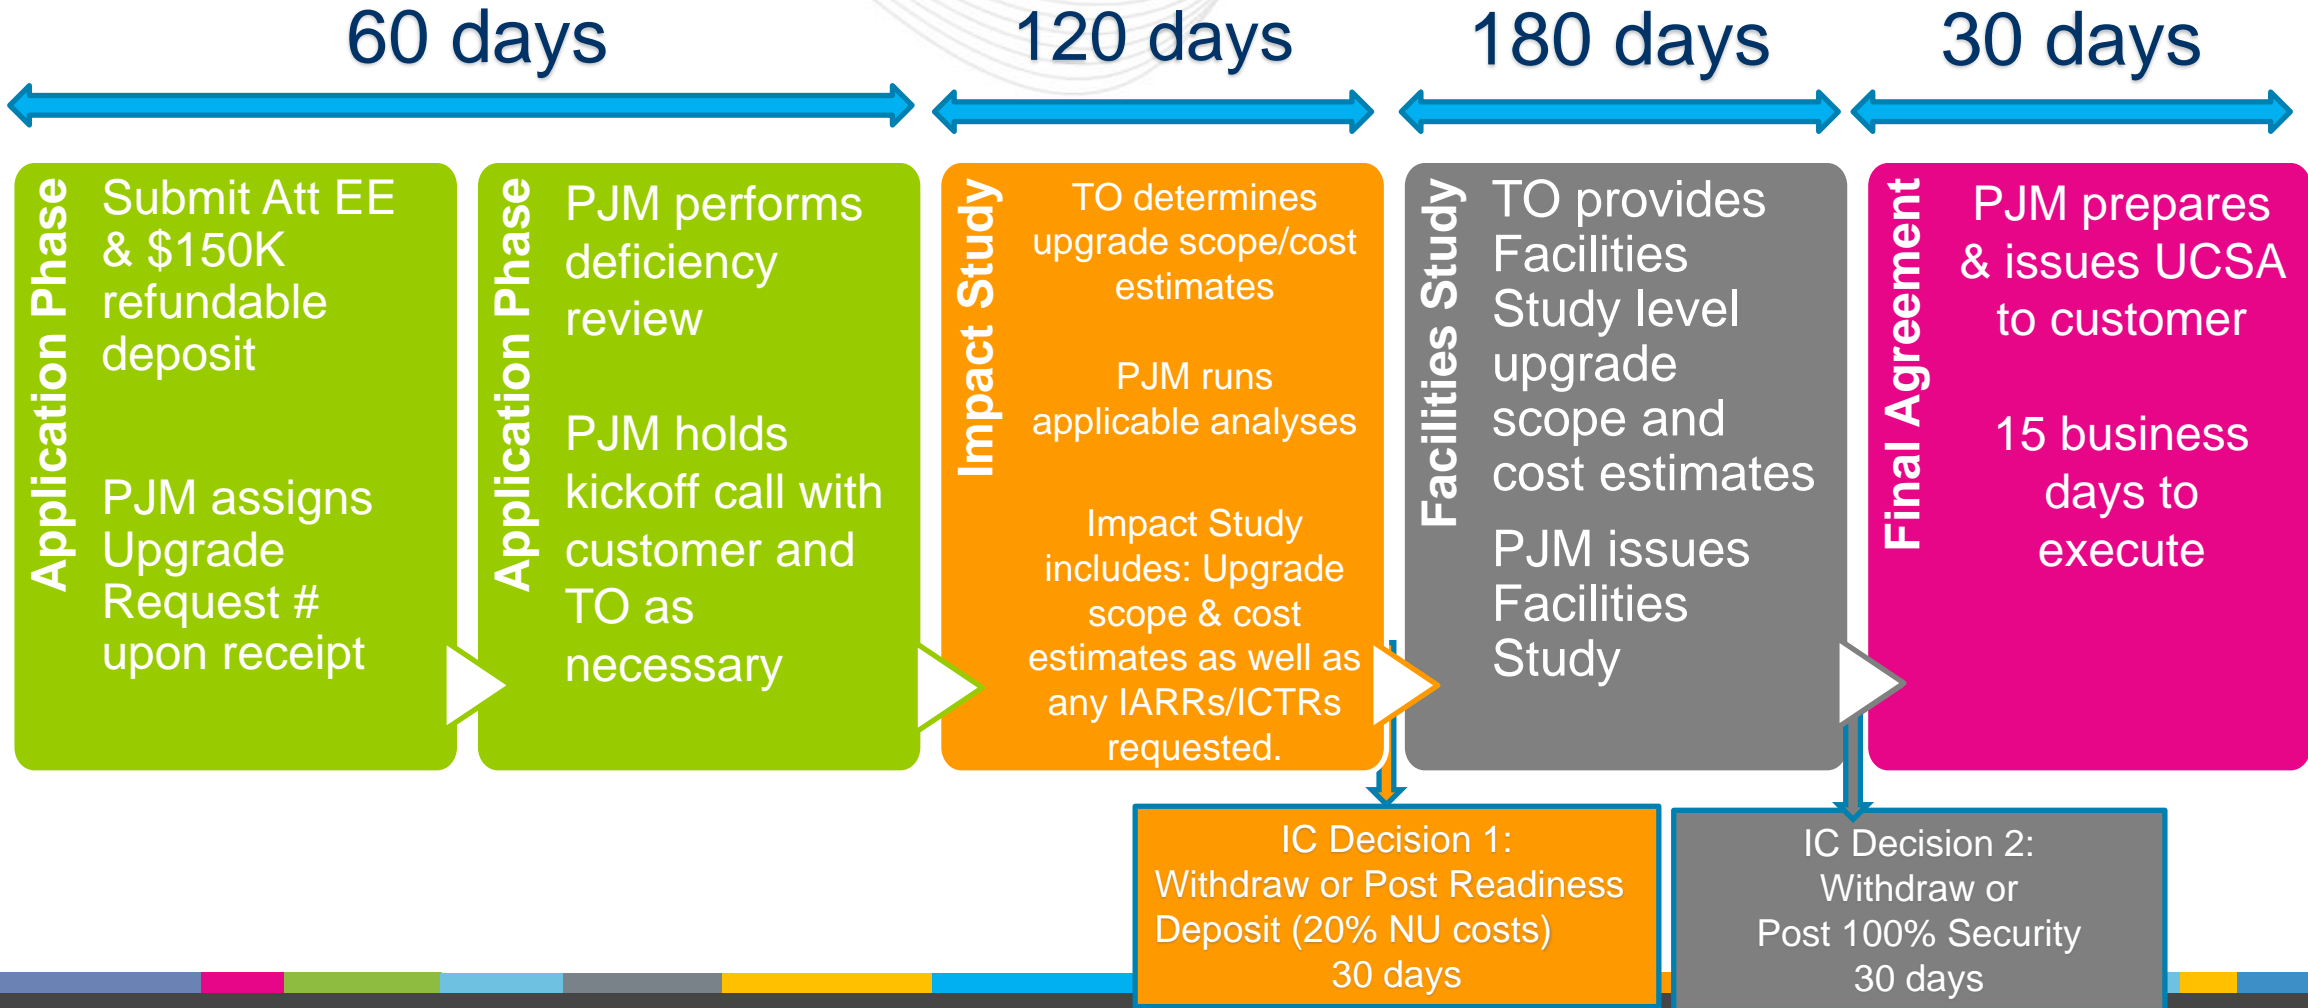 60 days
120 days
180 days
30 days
Application Phase
Submit Att EE
& $150K
refundable
deposit
PJM assigns
Upgrade
Request #
upon receipt
Application Phase
PJM performs
deficiency
review
PJM holds
kickoff call with
customer and
TO as
necessary
Impact Study
TO determines
upgrade scope/cost
estimates
PJM runs
applicable analyses
Impact Study
includes: Upgrade
scope & cost
estimates as well as
any IARRs/ICTRs
requested.
Facilities Study
TO provides
Facilities
Study level
upgrade
scope and
cost estimates
PJM issues
Facilities
Study
Final Agreement
PJM prepares
& issues UCSA
to customer
15 business
days to
execute
IC Decision 1:
Withdraw or Post Readiness
Deposit (20% NU costs)
30 days
IC Decision 2:
Withdraw or
Post 100% Security
30 days